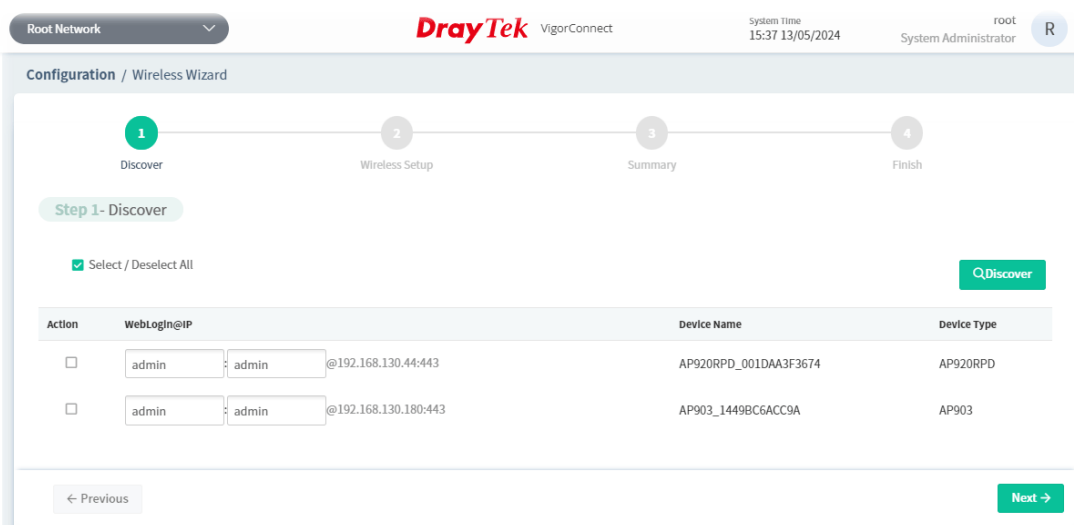 Root Network
DrayTek VigorConnect
System Time
15:37 13/05/2024
root
System Administrator
R
Configuration / Wireless Wizard
1
2
3
4
Discover
Wireless Setup
Summary
Finish
Step 1- Discover
Select / Deselect All
Discover
Action WebLogin@IP Device Name Device Type
admin : admin @192.168.130.44:443 AP920RPD_001DAA3F3674 AP920RPD
admin : admin @192.168.130.180:443 AP903_1449BC6ACC9A AP903
← Previous
Next →